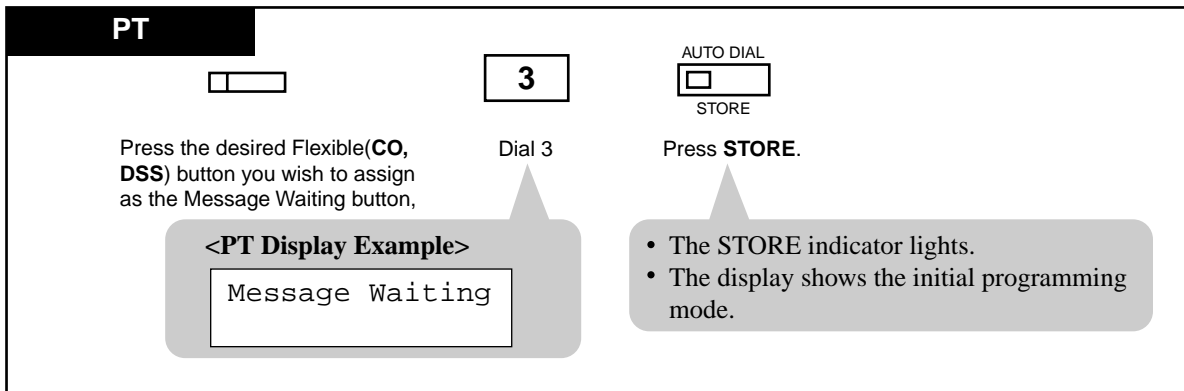 PT
3
AUTO DIAL
STORE
Press the desired Flexible(CO,
DSS) button you wish to assign
as the Message Waiting button,
Dial 3
Press STORE.
<PT Display Example>
Message Waiting
• The STORE indicator lights.
• The display shows the initial programming
mode.